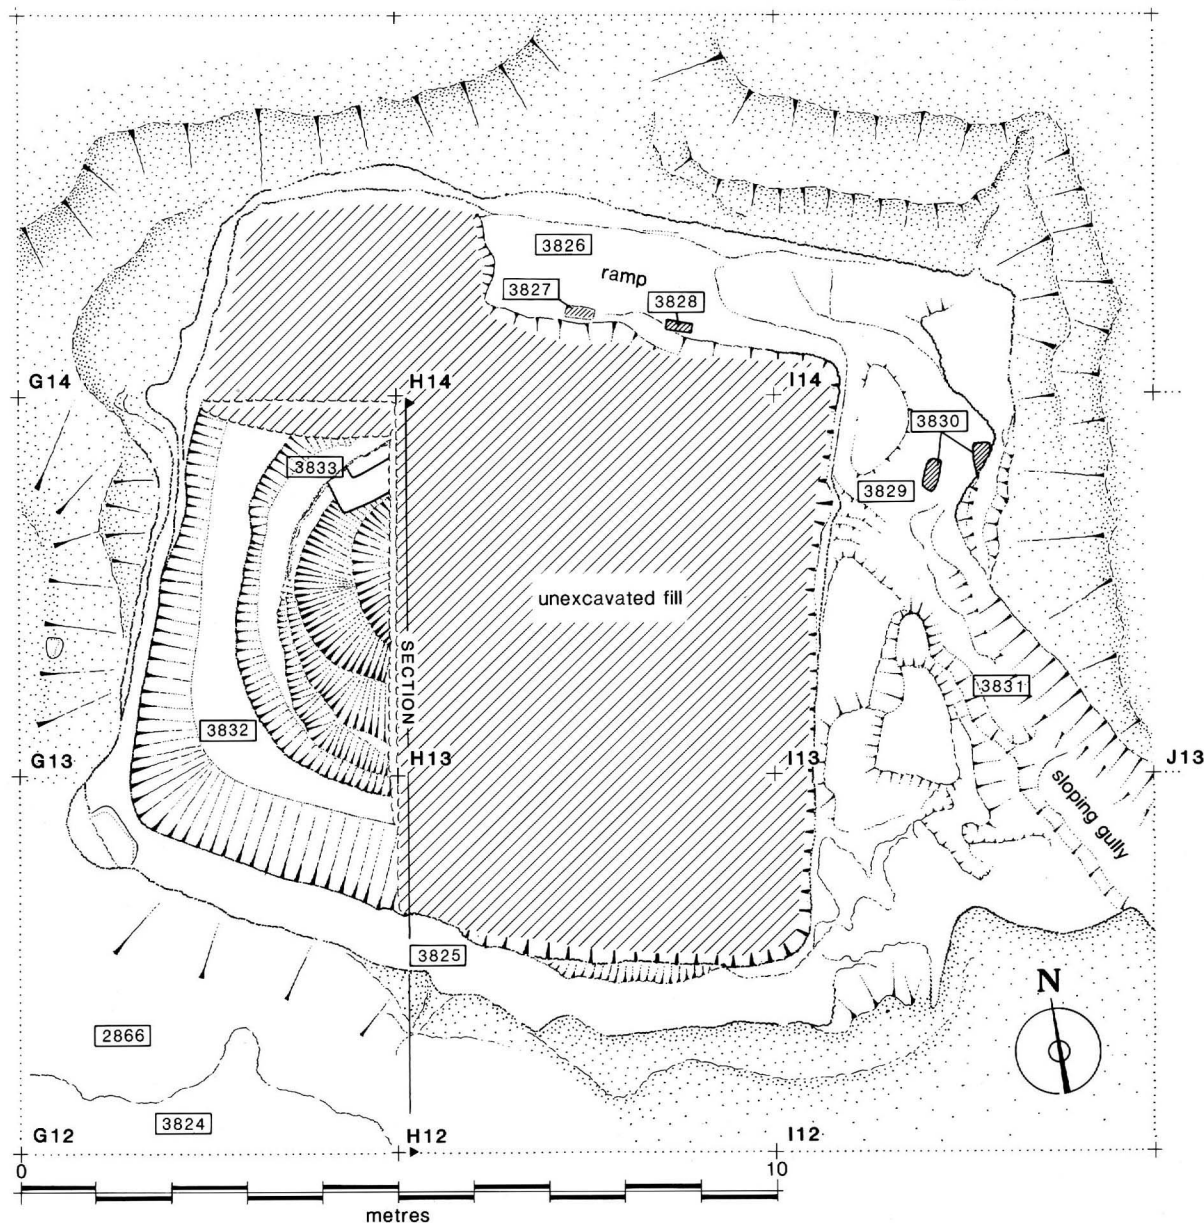 3826
ramp
3827
3828
G14
H14
I14
3830
3833
3829
unexcavated fill
SECTION
3831
3832
G13
H13
I13
J13
sloping gully
3825
N
2866
3824
G12
H12
I12
0
10
metres